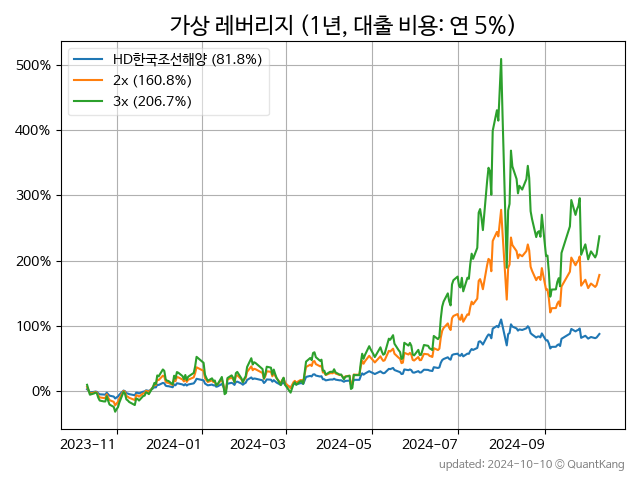 가상 레버리지 (1년, 대출 비용: 연 5%)
HD한국조선해양 (81.8%)
2x (160.8%)
3x (206.7%)
500%
400%
300%
200%
100%
0%
2023-11 2024-01 2024-03 2024-05 2024-07 2024-09
updated: 2024-10-10 © QuantKang